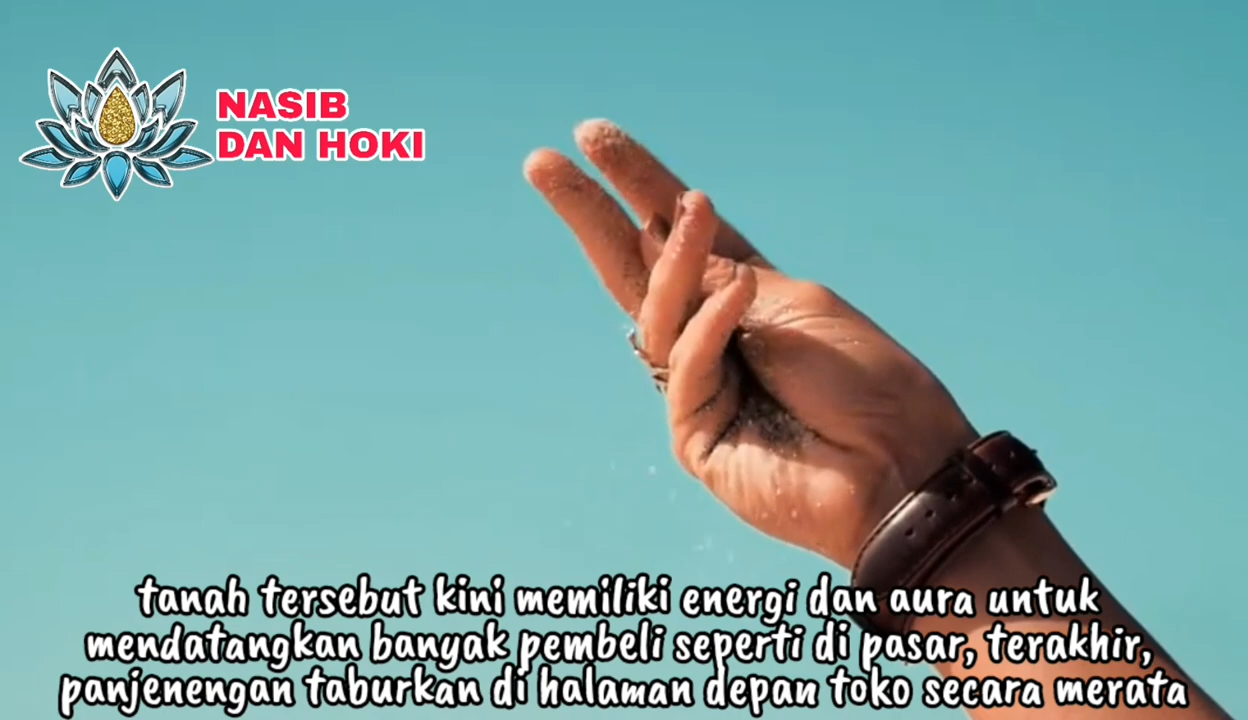 NASIB
DAN HOKI
tanah tersebut kini memiliki energi dan aura untuk
mendatangkan banyak pembeli seperti di pasar, terakhir,
panjenengan taburkan di halaman depan toko secara merata